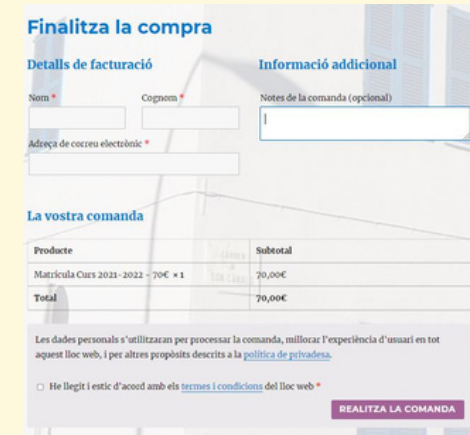 Finalitza la compra
Detalls de facturació
Informació addicional
Nom *
Cognom *
Notes de la comanda (opcional)
Adreça de correu electrònic *
La vostra comanda
Producte Subtotal
Matrícula Curs 2021-2022 - 70€ × 1 70,00€
Total 70,00€
Les dades personals s'utilitzaran per processar la comanda, millorar l'experiència d'usuari en tot
aquest lloc web, i per altres propòsits descrits a la política de privadesa.
He llegit i estic d'acord amb els termes i condicions del lloc web *
REALITZA LA COMANDA